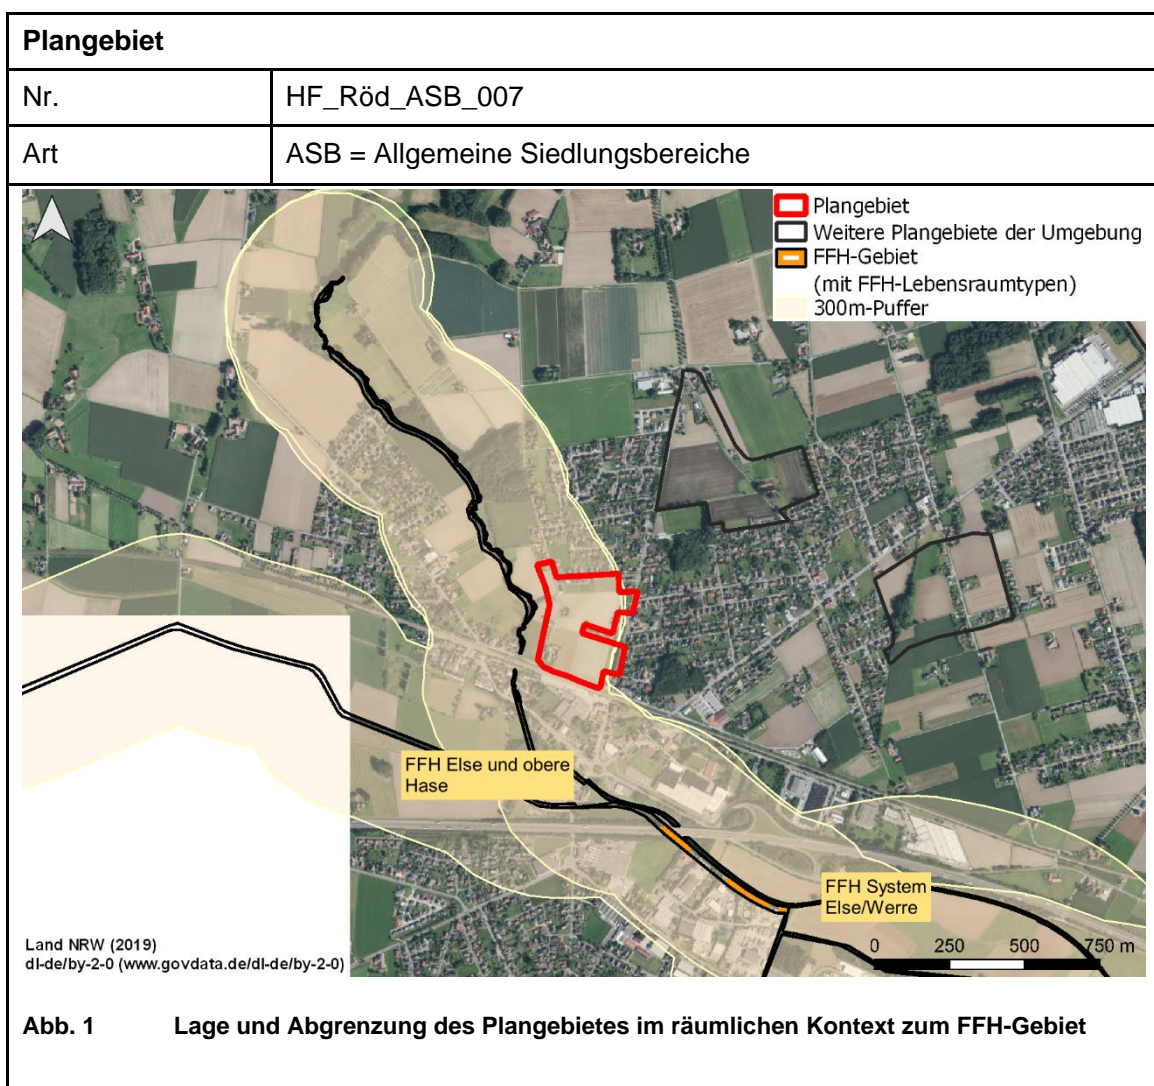 Plangebiet
Nr. HF_Röd_ASB_007
Art ASB = Allgemeine Siedlungsbereiche
Plangebiet
Weitere Plangebiete der Umgebung
FFH-Gebiet
(mit FFH-Lebensraumtypen)
300m-Puffer
FFH Else und obere
Hase
FFH System
Else/Werre
Land NRW (2019)
dl-de/by-2-0 (www.govdata.de/dl-de/by-2-0)
0 250 500 750 m
Abb. 1 Lage und Abgrenzung des Plangebietes im räumlichen Kontext zum FFH-Gebiet